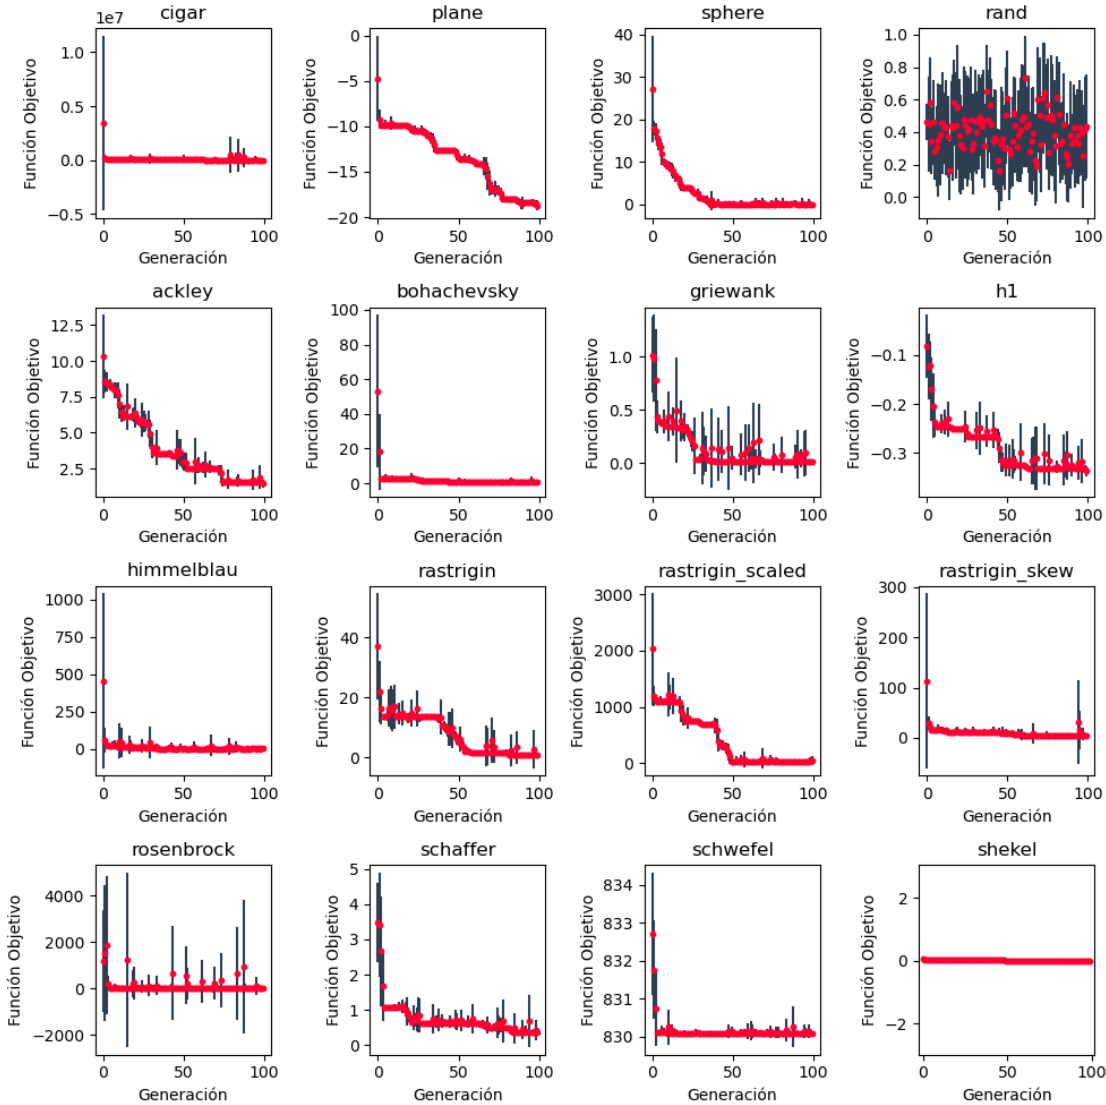 cigar
1e7
1.0
0.5
0.0
−0.5
Función Objetivo
0 50 100
Generación
plane
0
−5
−10
−15
−20
Función Objetivo
0 50 100
Generación
sphere
40
30
20
10
0
Función Objetivo
0 50 100
Generación
rand
1.0
0.8
0.6
0.4
0.2
0.0
Función Objetivo
0 50 100
Generación
ackley
12.5
10.0
7.5
5.0
2.5
Función Objetivo
0 50 100
Generación
bohachevsky
100
80
60
40
20
0
Función Objetivo
0 50 100
Generación
griewank
1.0
0.5
0.0
Función Objetivo
0 50 100
Generación
h1
−0.1
−0.2
−0.3
Función Objetivo
0 50 100
Generación
himmelblau
1000
750
500
250
0
Función Objetivo
0 50 100
Generación
rastrigin
40
20
0
Función Objetivo
0 50 100
Generación
rastrigin_scaled
3000
2000
1000
0
Función Objetivo
0 50 100
Generación
rastrigin_skew
300
200
100
0
Función Objetivo
0 50 100
Generación
rosenbrock
4000
2000
0
−2000
Función Objetivo
0 50 100
Generación
schaffer
5
4
3
2
1
0
Función Objetivo
0 50 100
Generación
schwefel
834
833
832
831
830
Función Objetivo
0 50 100
Generación
shekel
2
0
−2
Función Objetivo
0 50 100
Generación